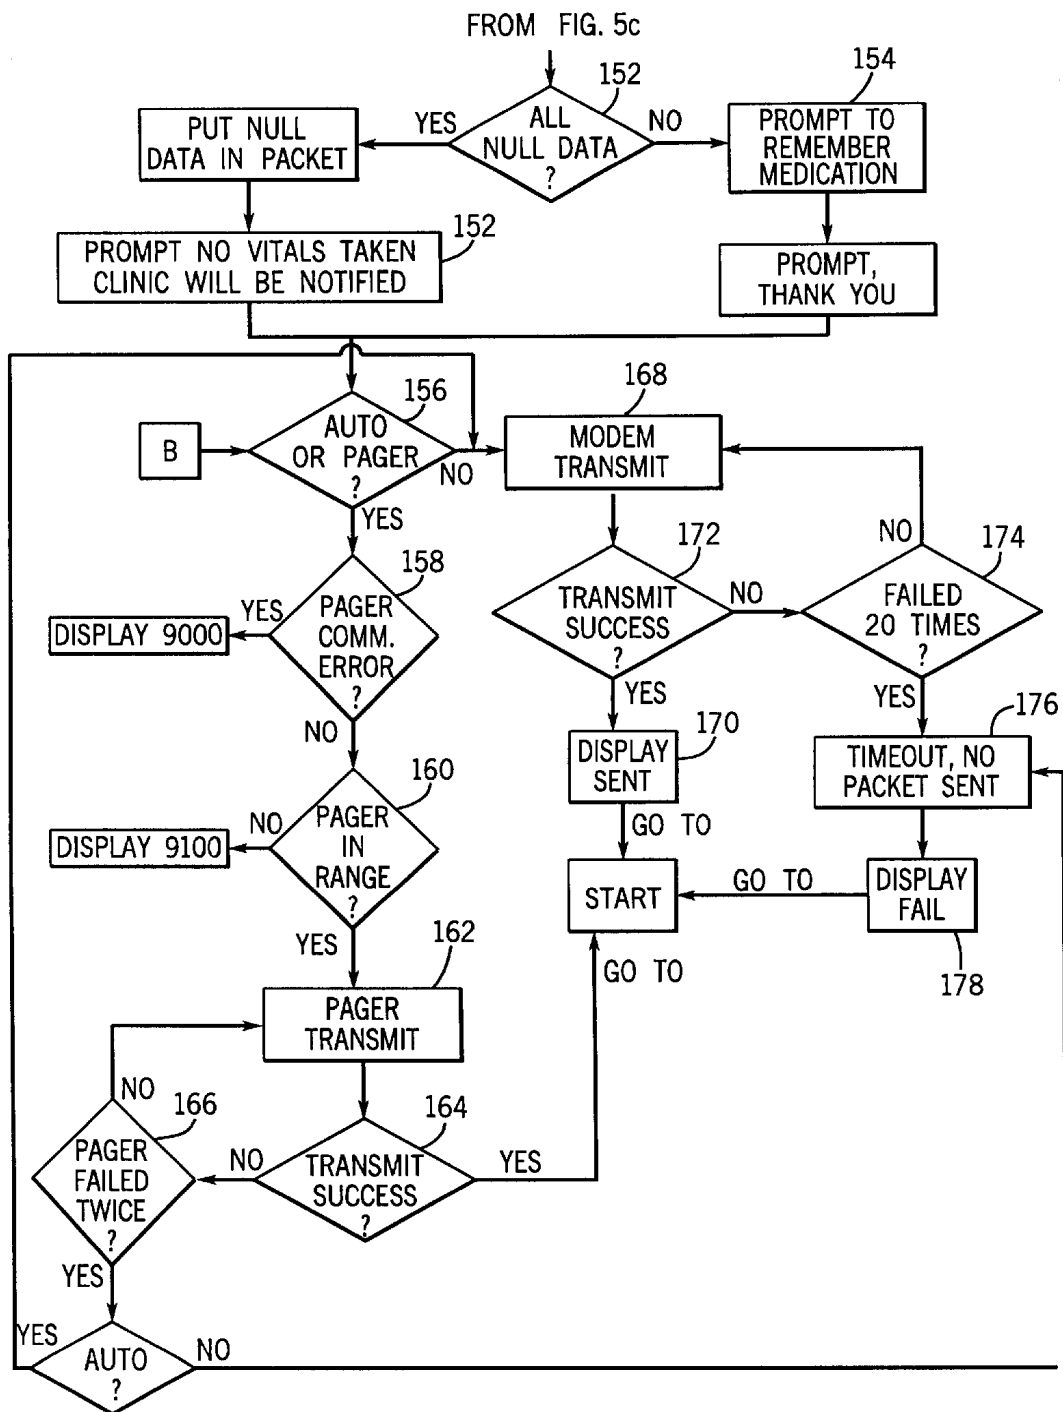 FROM FIG. 5c
152
154
ALL
NULL DATA
?
YES
NO
PUT NULL
DATA IN PACKET
PROMPT TO
REMEMBER
MEDICATION
152
PROMPT NO VITALS TAKEN
CLINIC WILL BE NOTIFIED
PROMPT,
THANK YOU
156
168
B
AUTO
OR PAGER
?
NO
YES
MODEM
TRANSMIT
158
PAGER
COMM.
ERROR
?
YES
DISPLAY 9000
NO
172
TRANSMIT
SUCCESS
?
NO
YES
174
FAILED
20 TIMES
?
NO
YES
160
PAGER
IN
RANGE
?
NO
DISPLAY 9100
YES
170
DISPLAY
SENT
GO TO
176
TIMEOUT, NO
PACKET SENT
START
GO TO
DISPLAY
FAIL
178
GO TO
162
PAGER
TRANSMIT
164
TRANSMIT
SUCCESS
?
YES
NO
166
PAGER
FAILED
TWICE
?
NO
YES
AUTO
?
YES
NO